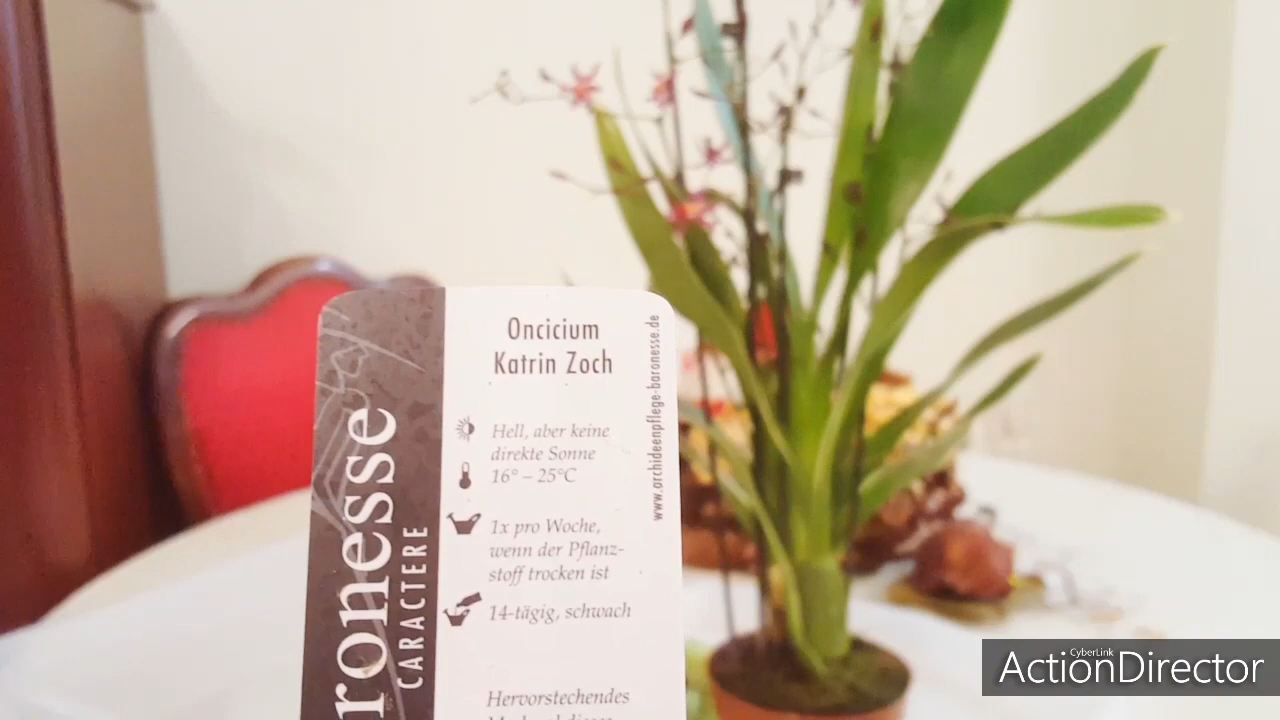 Oncicium
Katrin Zoch
Hell, aber keine
direkte Sonne
16° – 25°C
1x pro Woche,
wenn der Pflanz-
stoff trocken ist
14-tägig, schwach
Hervorstechendes
www.orchideenpflege-baronesse.de
ronesse
CARACTERE
CyberLink
ActionDirector